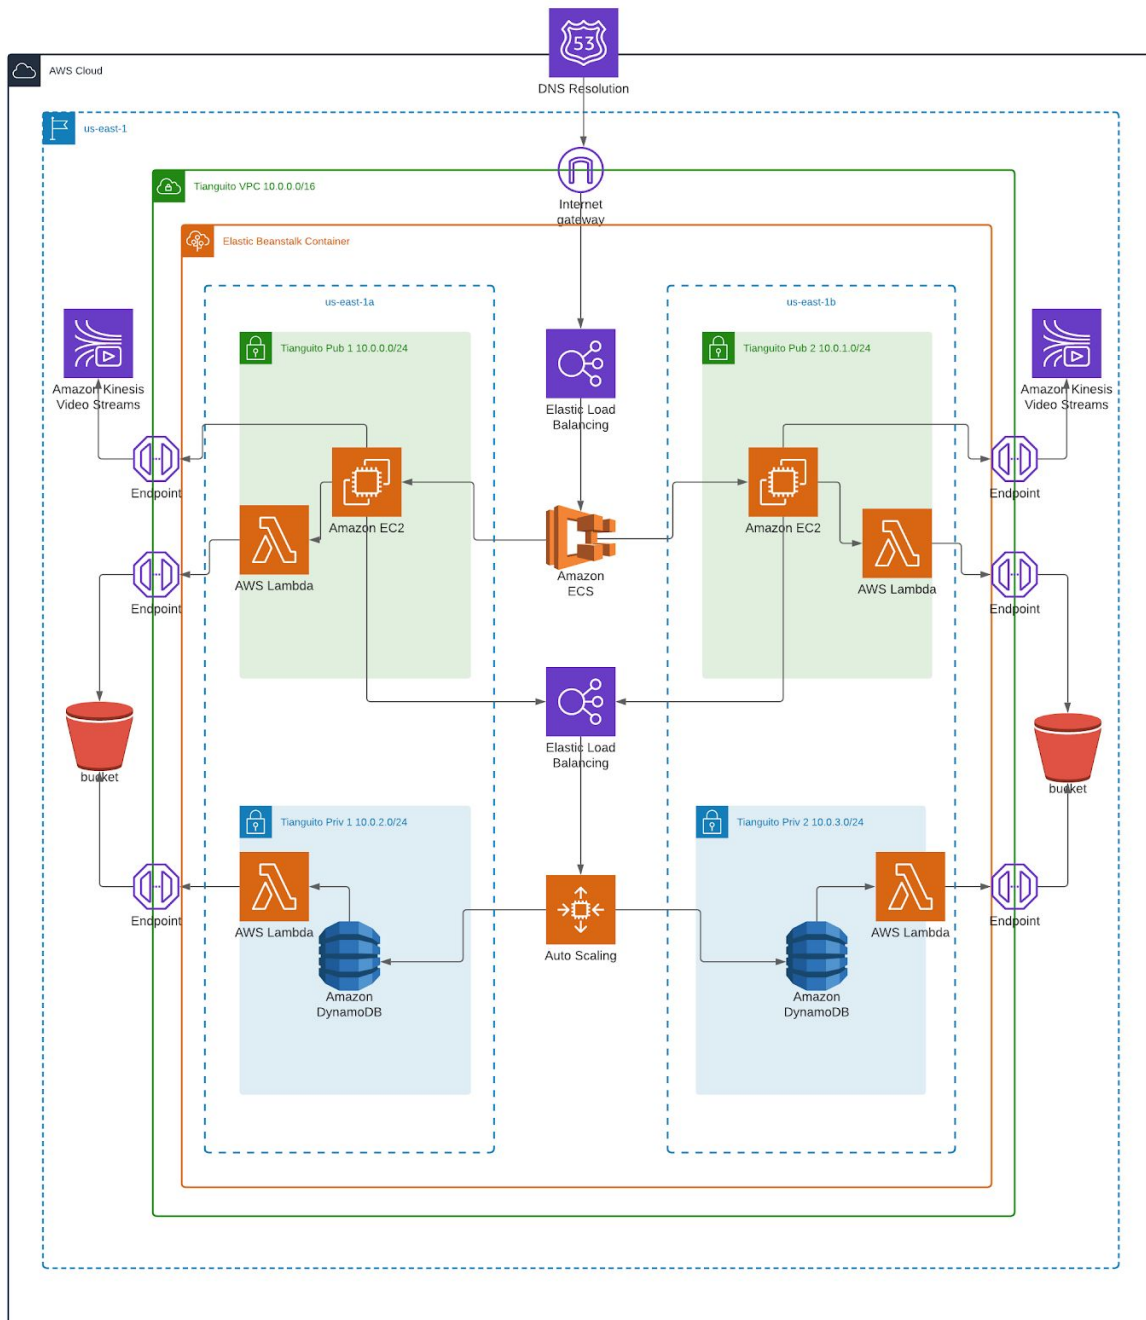 53
DNS Resolution
AWS Cloud
us-east-1
Internet
gateway
Tianguito VPC 10.0.0.0/16
Elastic Beanstalk Container
us-east-1a
us-east-1b
Tianguito Pub 1 10.0.0.0/24
Tianguito Pub 2 10.0.1.0/24
Amazon Kinesis
Video Streams
Elastic Load
Balancing
Amazon Kinesis
Video Streams
Endpoint
Endpoint
Amazon EC2
Amazon EC2
AWS Lambda
Amazon
ECS
AWS Lambda
Endpoint
Endpoint
Elastic Load
Balancing
bucket
bucket
Tianguito Priv 1 10.0.2.0/24
Tianguito Priv 2 10.0.3.0/24
Endpoint
AWS Lambda
AWS Lambda
Endpoint
Auto Scaling
Amazon
DynamoDB
Amazon
DynamoDB